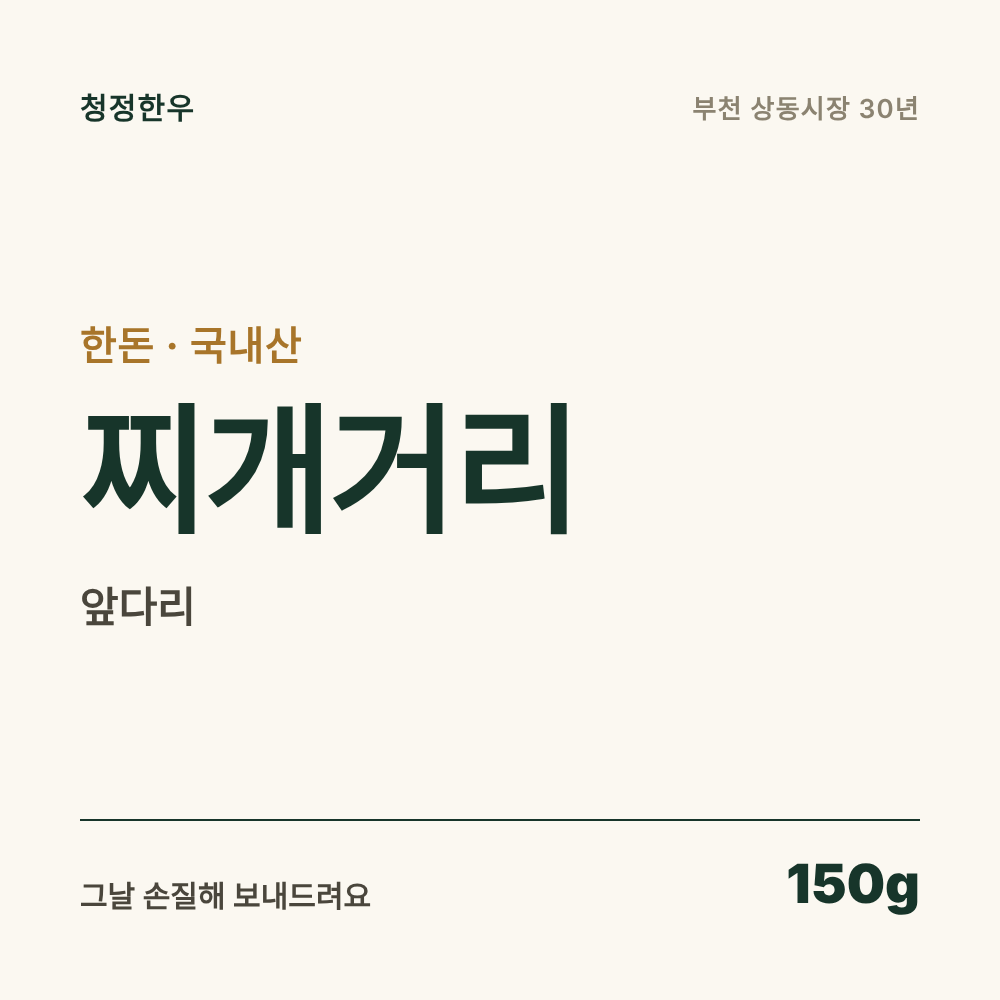 청정한우
부천 상동시장 30년
한돈 · 국내산
찌개거리
앞다리
그날 손질해 보내드려요
150g